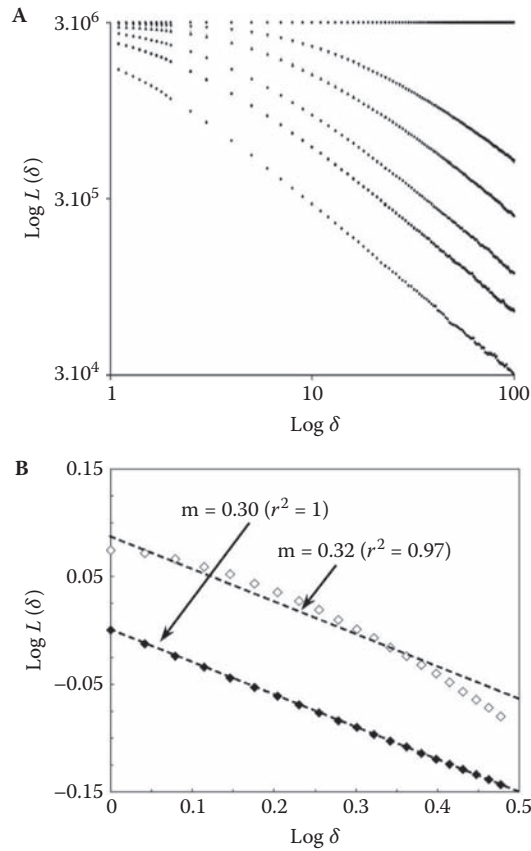 A
3.10⁶
3.10⁵
3.10⁴
Log L (δ)
1
10
100
Log δ
B
0.15
0.05
−0.05
−0.15
Log L (δ)
m = 0.30 (r² = 1)
m = 0.32 (r² = 0.97)
0
0.1
0.2
0.3
0.4
0.5
Log δ